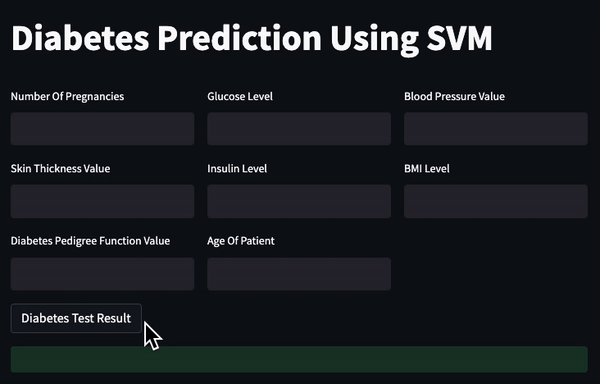 Diabetes Prediction Using SVM
Number Of Pregnancies Glucose Level Blood Pressure Value
Skin Thickness Value Insulin Level BMI Level
Diabetes Pedigree Function Value Age Of Patient
Diabetes Test Result